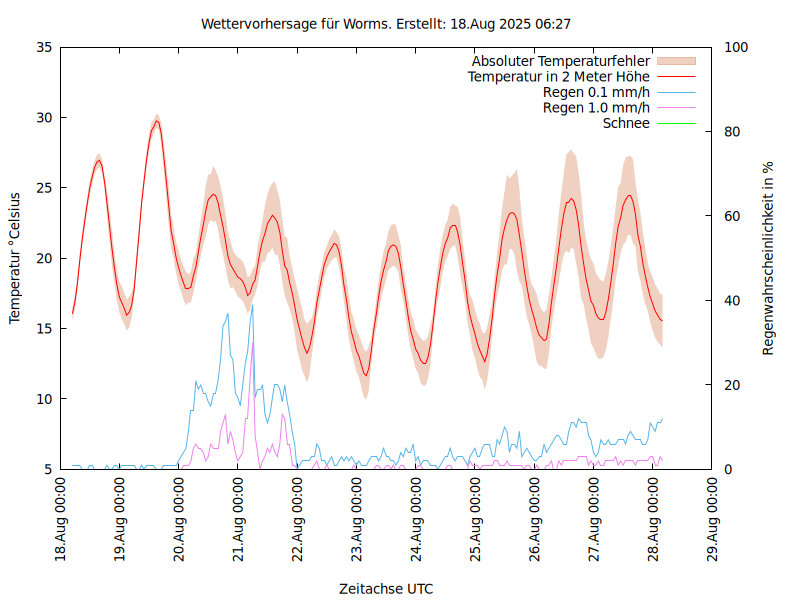 Wettervorhersage für Worms. Erstellt: 18.Aug 2025 06:27
35
30
25
20
15
10
5
100
80
60
40
20
0
Temperatur °Celsius
Regenwahrscheinlichkeit in %
Absoluter Temperaturfehler
Temperatur in 2 Meter Höhe
Regen 0.1 mm/h
Regen 1.0 mm/h
Schnee
18.Aug 00:00
19.Aug 00:00
20.Aug 00:00
21.Aug 00:00
22.Aug 00:00
23.Aug 00:00
24.Aug 00:00
25.Aug 00:00
26.Aug 00:00
27.Aug 00:00
28.Aug 00:00
29.Aug 00:00
Zeitachse UTC